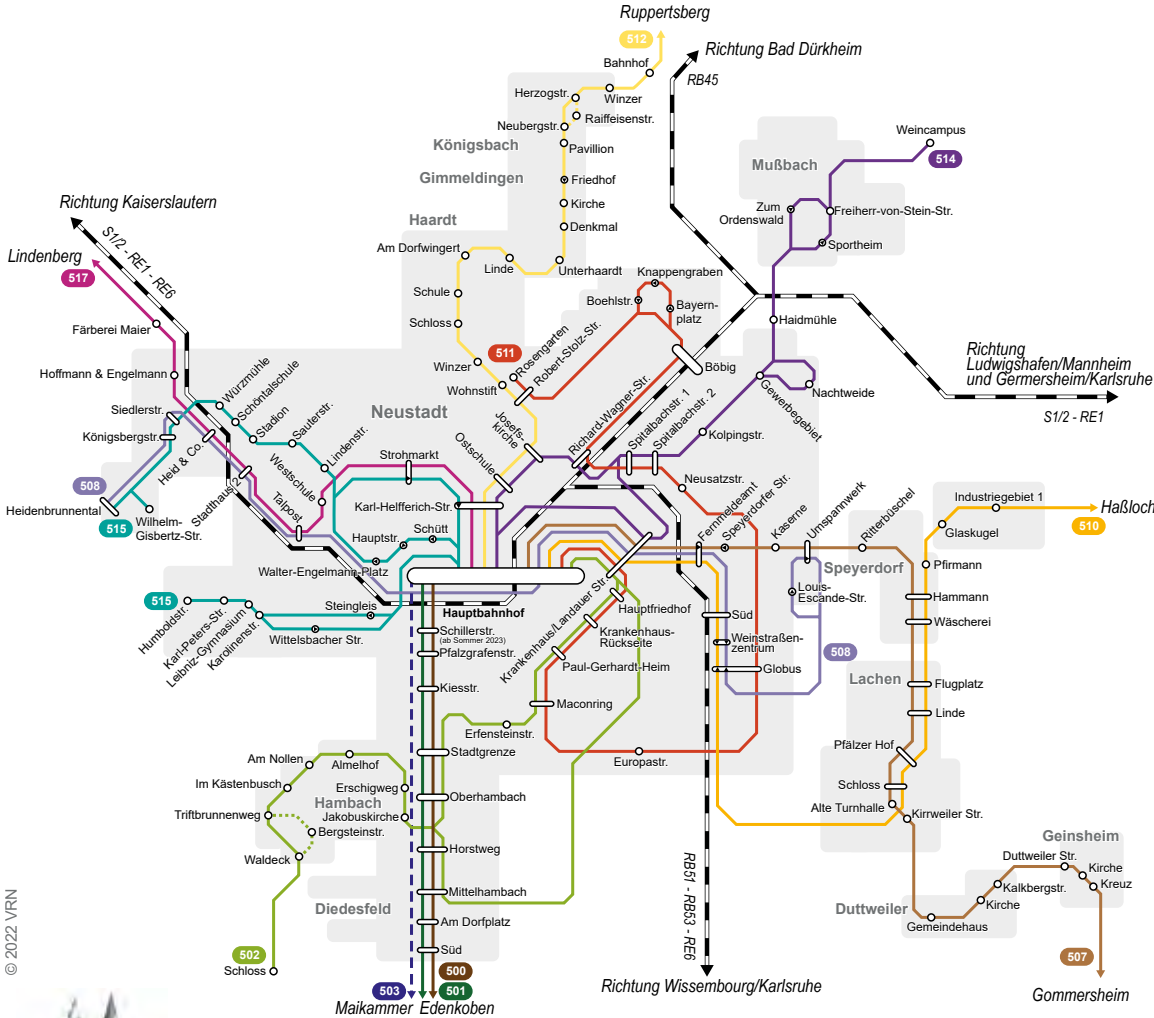 Ruppertsberg
512
Richtung Bad Dürkheim
RB45
Bahnhof
Winzer
Herzogstr.
Raiffeisenstr.
Neubergstr.
Königsbach
Pavillion
Gimmeldingen
Friedhof
Kirche
Haardt
Denkmal
Am Dorfwingert
Linde
Unterhaardt
Schule
Schloss
Winzer
Wohnstift
Weincampus
514
Mußbach
Zum
Ordenswald
Freiherr-von-Stein-Str.
Sportheim
Haidmühle
Richtung Kaiserslautern
S1/2 - RE1 - RE6
Lindenberg
517
Färberei Maier
Hoffmann & Engelmann
Siedlerstr.
Königsbergstr.
508
Heidenbrunnental
515
Wilhelm-
Gisbertz-Str.
Würzmühle
Schöntalschule
Stadion
Sauterstr.
Lindenstr.
Heid & Co.
Stadthaus 2
Westschule
Talpost
Neustadt
Strohmarkt
Karl-Helfferich-Str.
Ostschule
Josefs-
kirche
Knappengraben
Boehlstr.
Bayern-
platz
511
Rosengarten
Robert-Stolz-Str.
Böbig
Richard-Wagner-Str.
Spitalbachstr. 1
Spitalbachstr. 2
Gewerbegebiet
Nachtweide
Kolpingstr.
Neusatzstr.
Richtung
Ludwigshafen/Mannheim
und Germersheim/Karlsruhe
S1/2 - RE1
Schütt
Hauptstr.
Walter-Engelmann-Platz
515
Humboldtstr.
Karl-Peters-Str.
Leibniz-Gymnasium
Karolinenstr.
Steingleis
Wittelsbacher Str.
Hauptbahnhof
Schillerstr.
(ab Sommer 2023)
Pfalzgrafenstr.
Kiesstr.
Stadtgrenze
Oberhambach
Horstweg
Mittelhambach
Am Dorfplatz
Süd
Fernmeldeamt
Speyerdorfer Str.
Kaserne
Umspannwerk
Ritterbüschel
Speyerdorf
Louis-
Escande-Str.
508
Industriegebiet 1
Haßloch
510
Glaskugel
Pfirmann
Hammann
Wäscherei
Lachen
Flugplatz
Linde
Pfälzer Hof
Schloss
Alte Turnhalle
Kirrweiler Str.
Krankenhaus/Landauer Str.
Hauptfriedhof
Krankenhaus-
Rückseite
Paul-Gerhardt-Heim
Maconring
Erfensteinstr.
Europastr.
Süd
Weinstraßen-
zentrum
Globus
Am Nollen
Almelhof
Im Kästenbusch
Erschigweg
Hambach
Triftbrunnenweg
Jakobuskirche
Bergsteinstr.
Waldeck
Diedesfeld
502
Schloss
500
501
503
Maikammer
Edenkoben
RB51 - RB53 - RE6
Richtung Wissembourg/Karlsruhe
Geinsheim
Duttweiler Str.
Kirche
Kreuz
Kalkbergstr.
Kirche
Duttweiler
Gemeindehaus
507
Gommersheim
© 2022 VRN